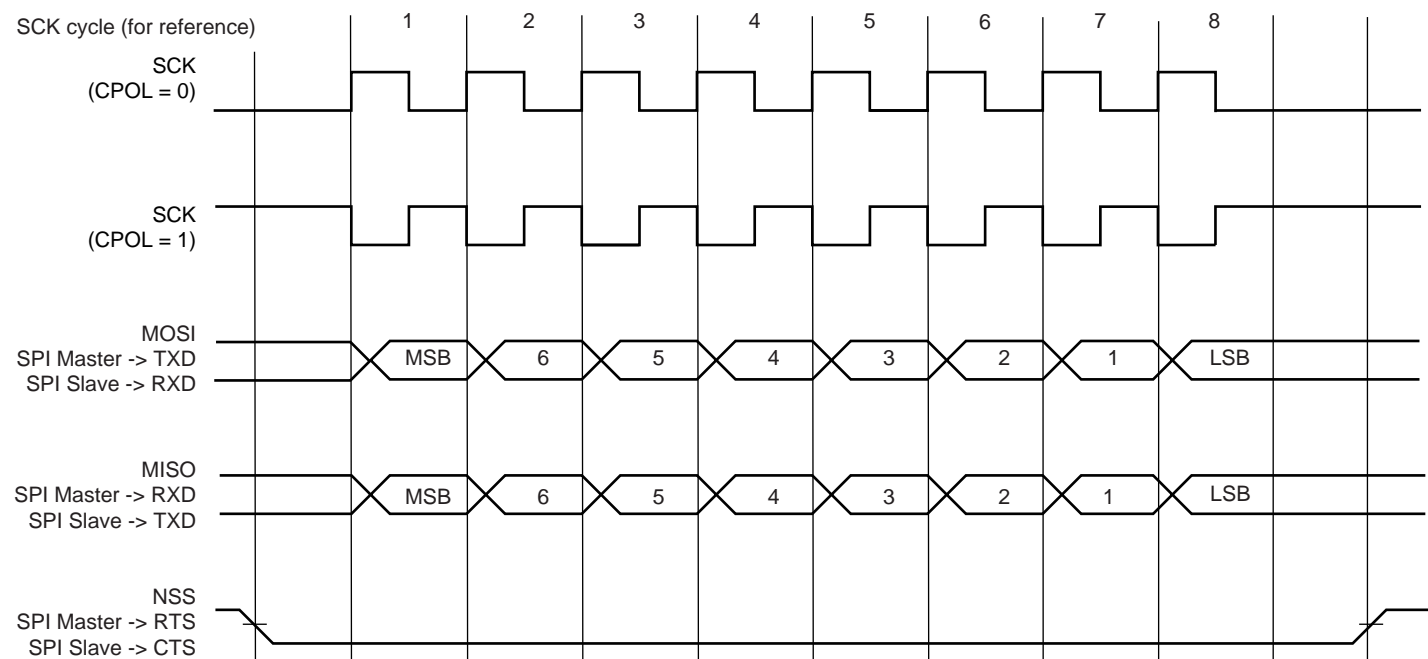 SCK cycle (for reference)
1 2 3 4 5 6 7 8
SCK
(CPOL = 0)
SCK
(CPOL = 1)
MOSI
SPI Master -> TXD
SPI Slave -> RXD
MSB 6 5 4 3 2 1 LSB
MISO
SPI Master -> RXD
SPI Slave -> TXD
MSB 6 5 4 3 2 1 LSB
NSS
SPI Master -> RTS
SPI Slave -> CTS